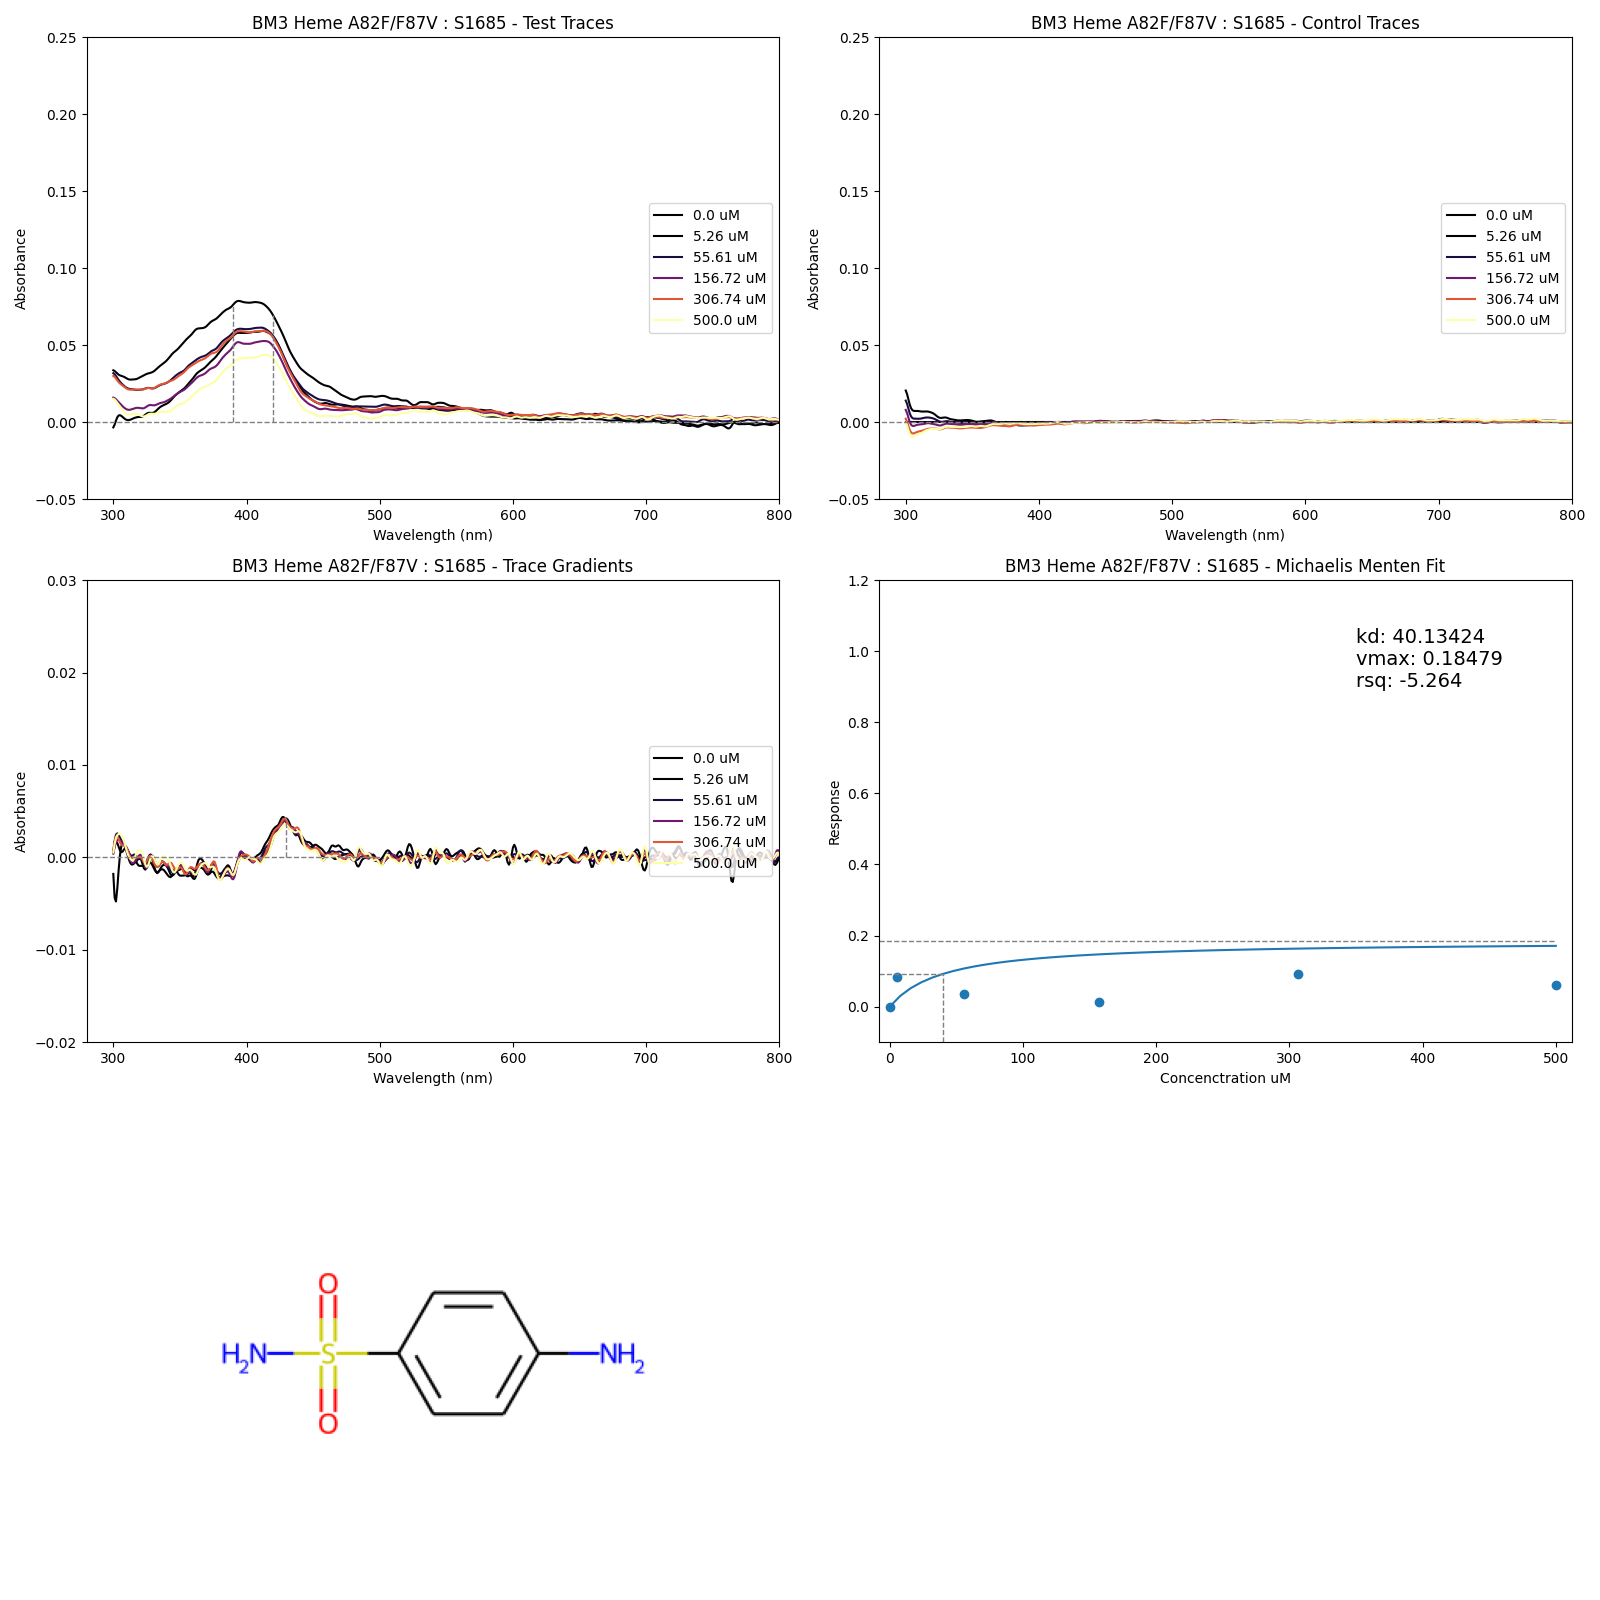 BM3 Heme A82F/F87V : S1685 - Test Traces
0.25
0.20
0.15
0.10
0.05
0.00
−0.05
Absorbance
300 400 500 600 700 800
Wavelength (nm)
0.0 uM
5.26 uM
55.61 uM
156.72 uM
306.74 uM
500.0 uM
BM3 Heme A82F/F87V : S1685 - Control Traces
0.25
0.20
0.15
0.10
0.05
0.00
−0.05
Absorbance
300 400 500 600 700 800
Wavelength (nm)
0.0 uM
5.26 uM
55.61 uM
156.72 uM
306.74 uM
500.0 uM
BM3 Heme A82F/F87V : S1685 - Trace Gradients
0.03
0.02
0.01
0.00
−0.01
−0.02
Absorbance
300 400 500 600 700 800
Wavelength (nm)
0.0 uM
5.26 uM
55.61 uM
156.72 uM
306.74 uM
500.0 uM
BM3 Heme A82F/F87V : S1685 - Michaelis Menten Fit
1.2
1.0
0.8
0.6
0.4
0.2
0.0
Response
kd: 40.13424
vmax: 0.18479
rsq: -5.264
0 100 200 300 400 500
Concenctration uM
O
H2N S NH2
O